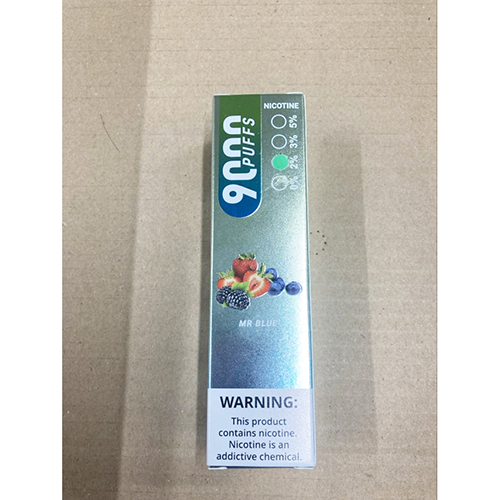 NICOTINE
5%
3%
2%
0%
9000
PUFFS
MR BLUE
WARNING:
This product
contains nicotine.
Nicotine is an
addictive chemical.